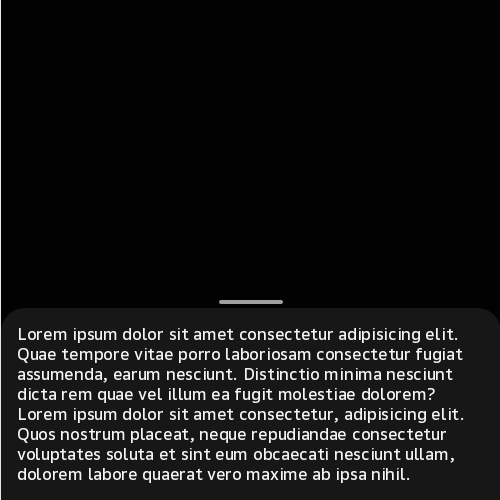 Lorem ipsum dolor sit amet consectetur adipisicing elit.
Quae tempore vitae porro laboriosam consectetur fugiat
assumenda, earum nesciunt. Distinctio minima nesciunt
dicta rem quae vel illum ea fugit molestiae dolorem?
Lorem ipsum dolor sit amet consectetur, adipisicing elit.
Quos nostrum placeat, neque repudiandae consectetur
voluptates soluta et sint eum obcaecati nesciunt ullam,
dolorem labore quaerat vero maxime ab ipsa nihil.